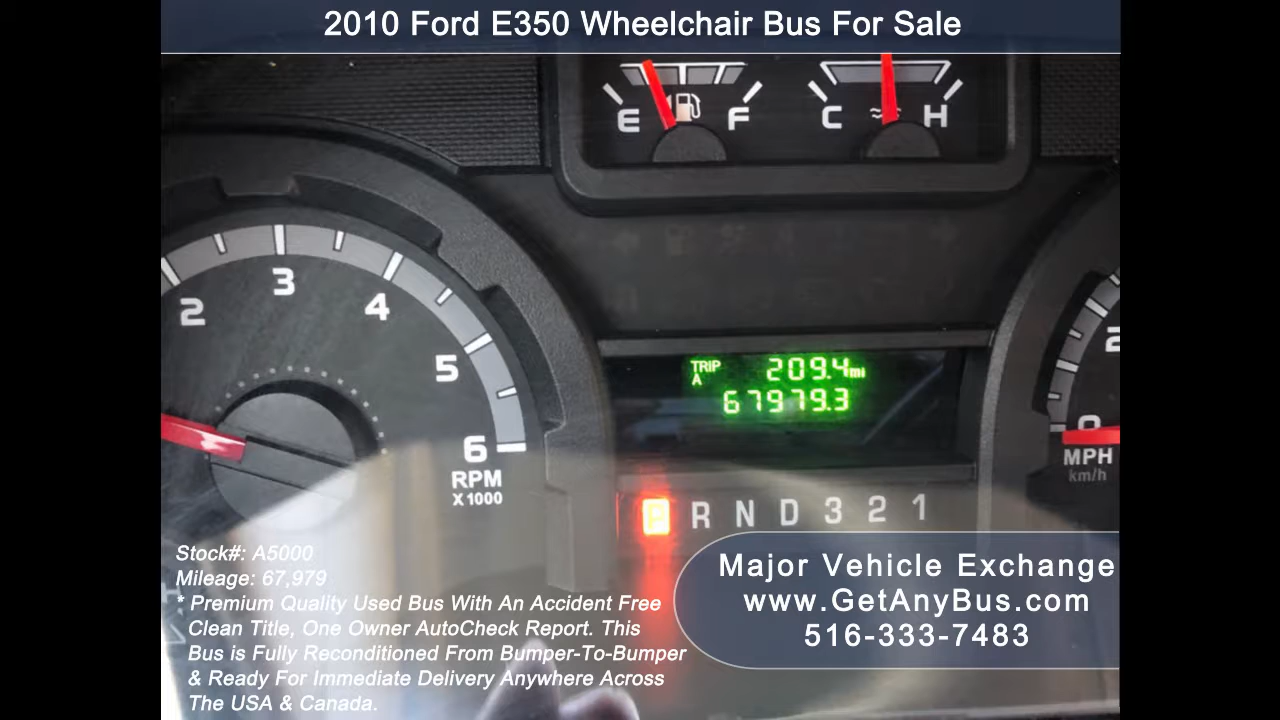 2010 Ford E350 Wheelchair Bus For Sale
E F C H
2 3 4 5 6
RPM
X1000
TRIP A 209.4mi
67979.3
P R N D 3 2 1
2
0
MPH
km/h
Stock#: A5000
Mileage: 67,979
* Premium Quality Used Bus With An Accident Free
Clean Title, One Owner AutoCheck Report. This
Bus is Fully Reconditioned From Bumper-To-Bumper
& Ready For Immediate Delivery Anywhere Across
The USA & Canada.
Major Vehicle Exchange
www.GetAnyBus.com
516-333-7483